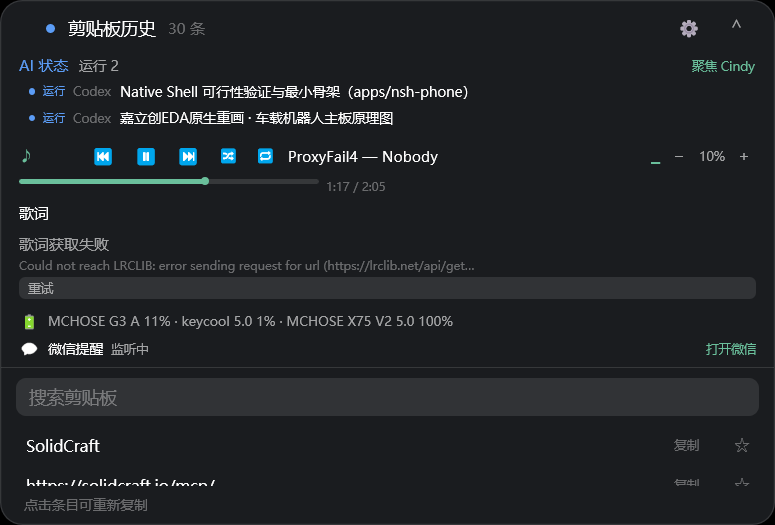 剪贴板历史 30 条
AI 状态 运行 2 聚焦 Cindy
运行 Codex Native Shell 可行性验证与最小骨架（apps/nsh-phone）
运行 Codex 嘉立创EDA原生重画 · 车载机器人主板原理图
ProxyFail4 — Nobody − 10% +
1:17 / 2:05
歌词
歌词获取失败
Could not reach LRCLIB: error sending request for url (https://lrclib.net/api/get...
重试
MCHOSE G3 A 11% · keycool 5.0 1% · MCHOSE X75 V2 5.0 100%
微信提醒 监听中 打开微信
搜索剪贴板
SolidCraft 复制
https://solidcraft.io/mcp/ 复制
点击条目可重新复制